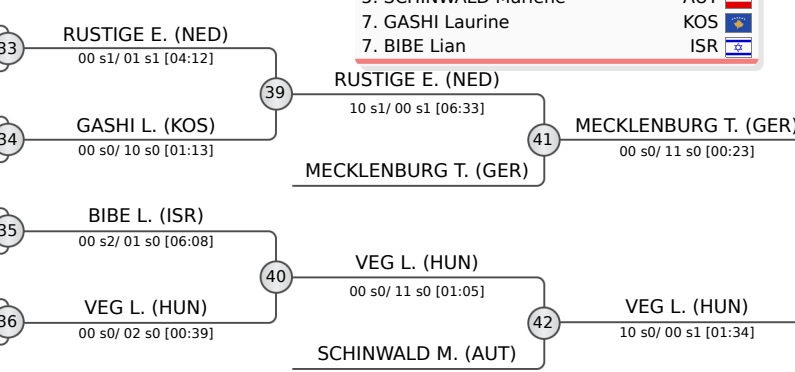 7. GASHI Laurine KOS
7. BIBE Lian ISR
33
RUSTIGE E. (NED)
00 s1/ 01 s1 [04:12]
39
RUSTIGE E. (NED)
10 s1/ 00 s1 [06:33]
34
GASHI L. (KOS)
00 s0/ 10 s0 [01:13]
41
MECKLENBURG T. (GER)
00 s0/ 11 s0 [00:23]
MECKLENBURG T. (GER)
35
BIBE L. (ISR)
00 s2/ 01 s0 [06:08]
40
VEG L. (HUN)
00 s0/ 11 s0 [01:05]
36
VEG L. (HUN)
00 s0/ 02 s0 [00:39]
42
VEG L. (HUN)
10 s0/ 00 s1 [01:34]
SCHINWALD M. (AUT)